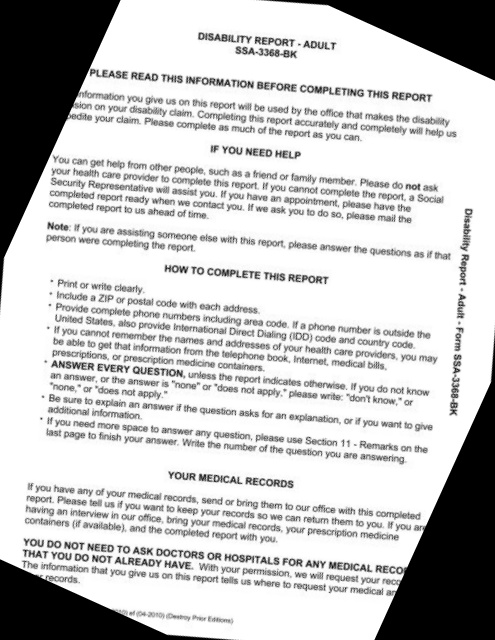 DISABILITY REPORT - ADULT
SSA-3368-BK
PLEASE READ THIS INFORMATION BEFORE COMPLETING THIS REPORT
information you give us on this report will be used by the office that makes the disability
on your disability claim. Completing this report accurately and completely will help us
your claim. Please complete as much of the report as you can.
IF YOU NEED HELP
You can get help from other people, such as a friend or family member. Please do not ask
your health care provider to complete this report. If you cannot complete the report, a Social
Security Representative will assist you. If you have an appointment, please have the
completed report ready when we contact you. If we ask you to do so, please mail the
completed report to us ahead of time.
Note: If you are assisting someone else with this report, please answer the questions as if that
person were completing the report.
HOW TO COMPLETE THIS REPORT
• Print or write clearly.
• Include a ZIP or postal code with each address.
• Provide complete phone numbers including area code. If a phone number is outside the
United States, also provide International Direct Dialing (IDD) code and country code.
• If you cannot remember the names and addresses of your health care providers, you may
be able to get that information from the telephone book, Internet, medical bills,
prescriptions, or prescription medicine containers.
• ANSWER EVERY QUESTION, unless the report indicates otherwise. If you do not know
an answer, or the answer is "none" or "does not apply," please write: "don't know," or
"none," or "does not apply."
• Be sure to explain an answer if the question asks for an explanation, or if you want to give
additional information.
• If you need more space to answer any question, please use Section 11 - Remarks on the
last page to finish your answer. Write the number of the question you are answering.
YOUR MEDICAL RECORDS
If you have any of your medical records, send or bring them to our office with this completed
report. Please tell us if you want to keep your records so we can return them to you. If you are
having an interview in our office, bring your medical records, your prescription medicine
containers (if available), and the completed report with you.
YOU DO NOT NEED TO ASK DOCTORS OR HOSPITALS FOR ANY MEDICAL
THAT YOU DO NOT ALREADY HAVE. With your permission, we will request your
The information that you give us on this report tells us where to request your medical
records.
ef (04-2010) (Destroy Prior Editions)
Disability Report - Adult - Form SSA-3368-BK